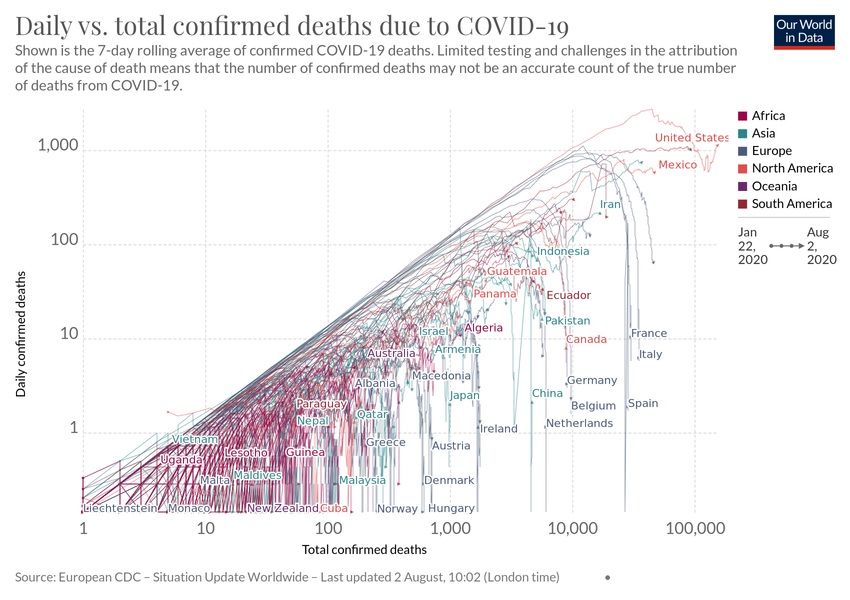 Daily vs. total confirmed deaths due to COVID-19
Our World
in Data
Shown is the 7-day rolling average of confirmed COVID-19 deaths. Limited testing and challenges in the attribution
of the cause of death means that the number of confirmed deaths may not be an accurate count of the true number
of deaths from COVID-19.
Daily confirmed deaths
1,000
100
10
1
United States
Mexico
Iran
Indonesia
Guatemala
Panama
Ecuador
Pakistan
Israel
Algeria
Canada
France
Australia
Armenia
Italy
Albania
Macedonia
Germany
Paraguay
Japan
China
Belgium
Spain
Nepal
Qatar
Ireland
Netherlands
Vietnam
Greece
Austria
Uganda
Lesotho
Guinea
Malta
Maldives
Malaysia
Denmark
Liechtenstein
Monaco
New Zealand
Cuba
Norway
Hungary
1
10
100
1,000
10,000
100,000
Total confirmed deaths
Africa
Asia
Europe
North America
Oceania
South America
Jan
22,
2020
Aug
2,
2020
Source: European CDC – Situation Update Worldwide – Last updated 2 August, 10:02 (London time)